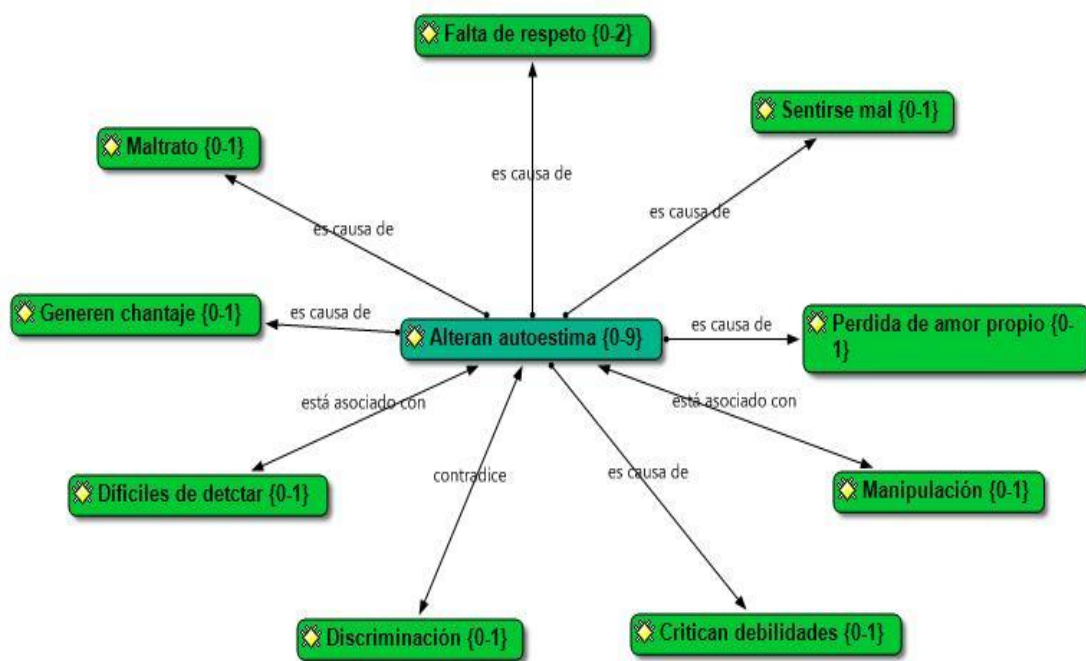 Falta de respeto {0-2}
Sentirse mal {0-1}
Maltrato {0-1}
es causa de
es causa de
es causa de
Generen chantaje {0-1}
es causa de
Alteran autoestima {0-9}
es causa de
Perdida de amor propio {0-
1}
está asociado con
está asociado con
contradice
es causa de
Díficiles de detctar {0-1}
Manipulación {0-1}
Discriminación {0-1}
Critican debilidades {0-1}